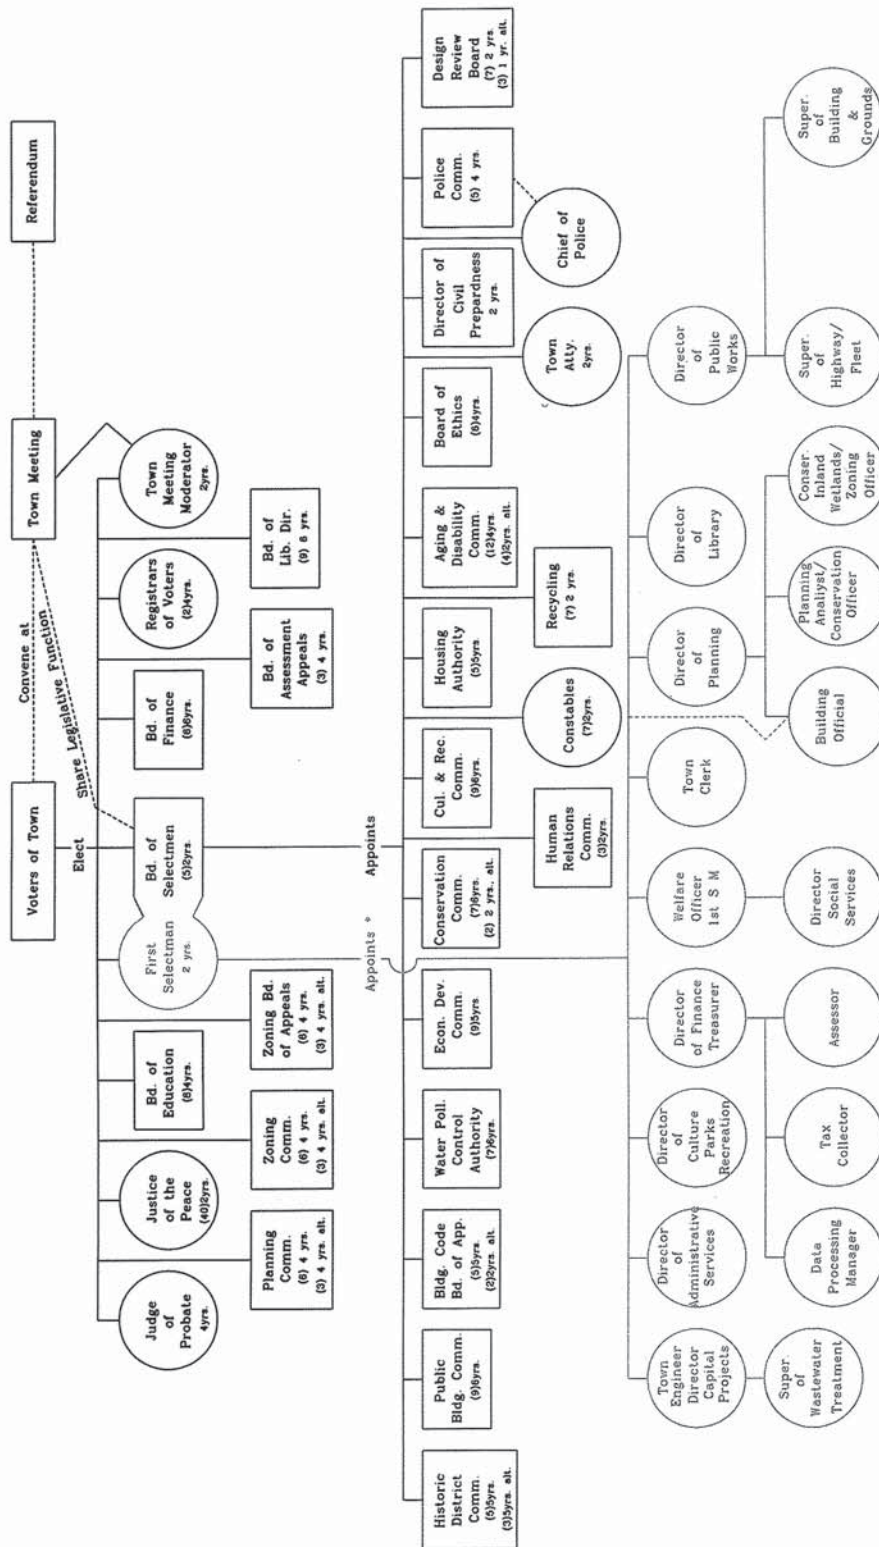 Voters of Town
Convene at
Town Meeting
Referendum
Share Legislative Function
Elect
Judge
of
Probate
4yrs.
Justice
of the
Peace
(40)2yrs.
Bd. of
Education
(8)4yrs.
First
Selectman
2 yrs.
Bd. of
Selectmen
(5)2yrs.
Bd. of
Finance
(6)6yrs.
Registrars
of Voters
(2)4yrs.
Town
Meeting
Moderator
2yrs.
Planning
Comm.
(6) 4 yrs.
(3) 4 yrs. alt.
Zoning
Comm.
(6) 4 yrs.
(3) 4 yrs. alt.
Zoning Bd.
of Appeals
(6) 4 yrs.
(3) 4 yrs. alt.
Bd. of
Assessment
Appeals
(3) 4 yrs.
Bd. of
Lib. Dir.
(9) 6 yrs.
Appoints *
Appoints
Historic
District
Comm.
(5)5yrs.
(3)5yrs. alt.
Public
Bldg. Comm.
(9)6yrs.
Bldg. Code
Bd. of App.
(5)5yrs.
(2)2yrs. alt.
Water Poll.
Control
Authority
(7)6yrs.
Econ. Dev.
Comm.
(9)5yrs.
Conservation
Comm.
(7)6yrs.
(2) 2 yrs., alt.
Cul. & Rec.
Comm.
(9)6yrs.
Housing
Authority
(5)5yrs.
Aging &
Disability
Comm.
(12)4yrs.
(4)2yrs. alt.
Board of
Ethics
(6)4yrs.
Director of
Civil
Prepardness
2 yrs.
Police
Comm.
(5) 4 yrs.
Design
Review
Board
(7) 2 yrs.
(3) 1 yr. alt.
Human
Relations
Comm.
(3)2yrs.
Constables
(7)2yrs.
Recycling
(7) 2 yrs.
Town
Atty.
2yrs.
Chief of
Police
Town
Engineer
Director
Capital
Projects
Director
of
Administrative
Services
Director
of
Culture
Parks
Recreation
Director
of Finance
Treasurer
Welfare
Officer
1st S M
Town
Clerk
Director
of
Planning
Director
of
Library
Director
of
Public
Works
Super.
of
Wastewater
Treatment
Data
Processing
Manager
Tax
Collector
Assessor
Director
Social
Services
Building
Official
Planning
Analyist/
Conservation
Officer
Conser.
Inland
Wetlands/
Zoning
Officer
Super.
of
Highway/
Fleet
Super.
of
Building
&
Grounds